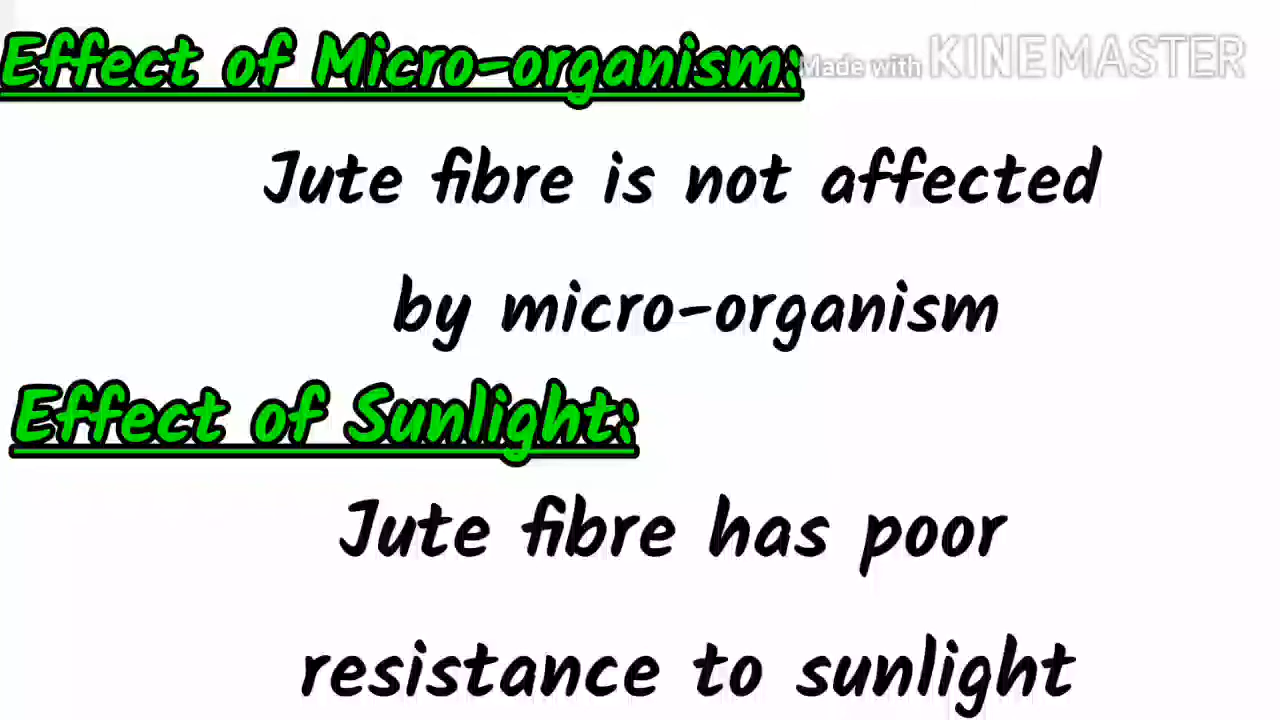 Effect of Micro-organism:
Made with KINEMASTER
Jute fibre is not affected
by micro-organism
Effect of Sunlight:
Jute fibre has poor
resistance to sunlight